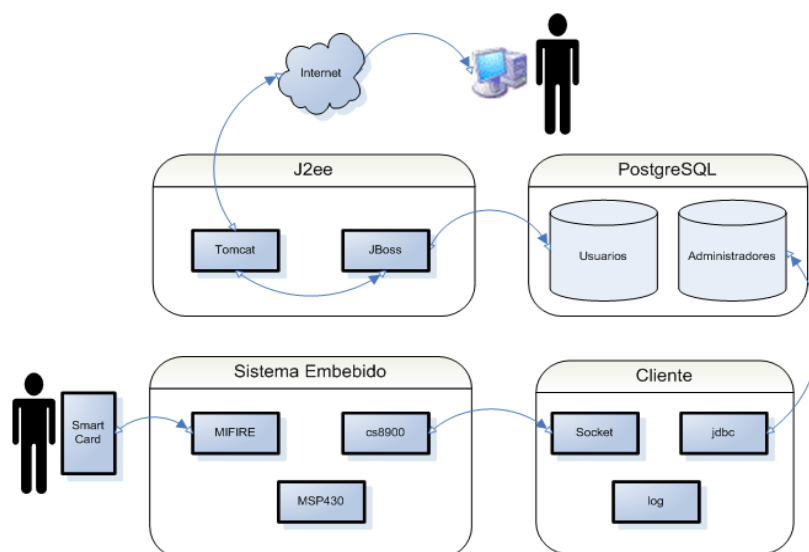 Internet
J2ee
PostgreSQL
Tomcat
JBoss
Usuarios
Administradores
Sistema Embebido
Cliente
Smart
Card
MIFIRE
cs8900
Socket
jdbc
MSP430
log